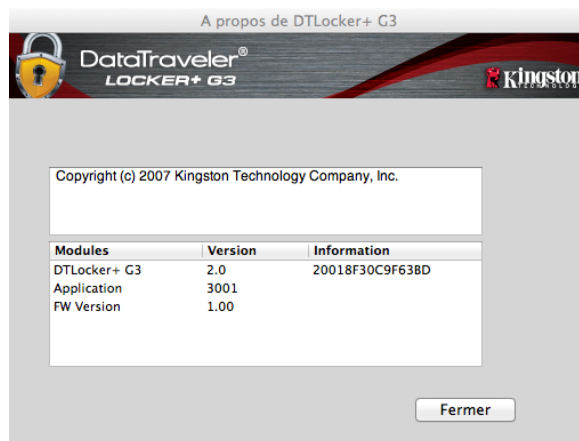 A propos de DTLocker+ G3
DataTraveler®
LOCKER+ G3
Kingston
TECHNOLOGY
Copyright (c) 2007 Kingston Technology Company, Inc.
Modules Version Information
DTLocker+ G3 2.0 20018F30C9F63BD
Application 3001
FW Version 1.00
Fermer